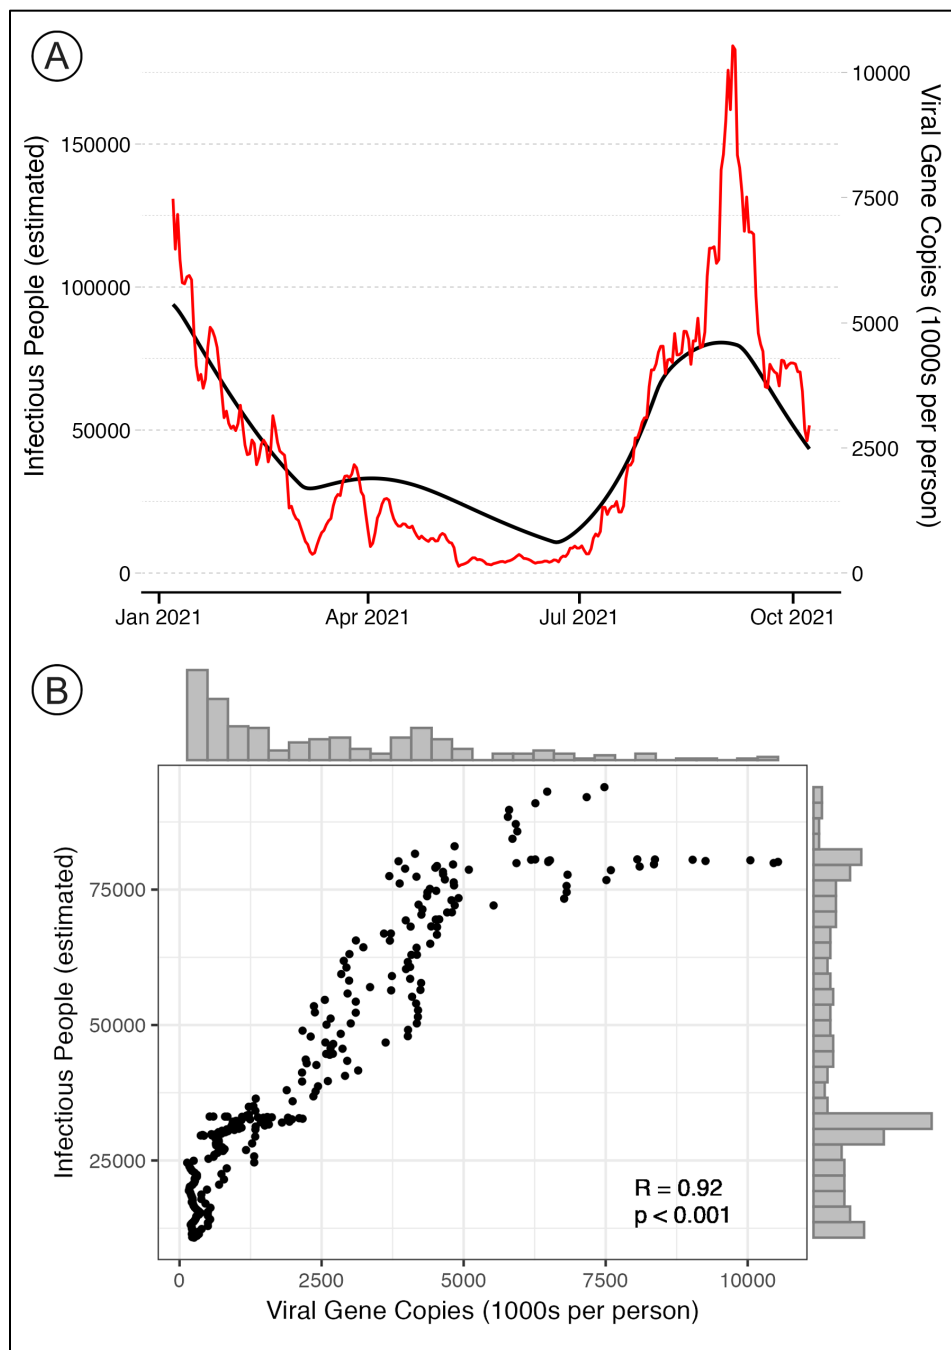 A
Infectious People (estimated)
150000
100000
50000
0
10000
7500
5000
2500
0
Viral Gene Copies (1000s per person)
Jan 2021
Apr 2021
Jul 2021
Oct 2021
B
Infectious People (estimated)
75000
50000
25000
R = 0.92
p < 0.001
0
2500
5000
7500
10000
Viral Gene Copies (1000s per person)